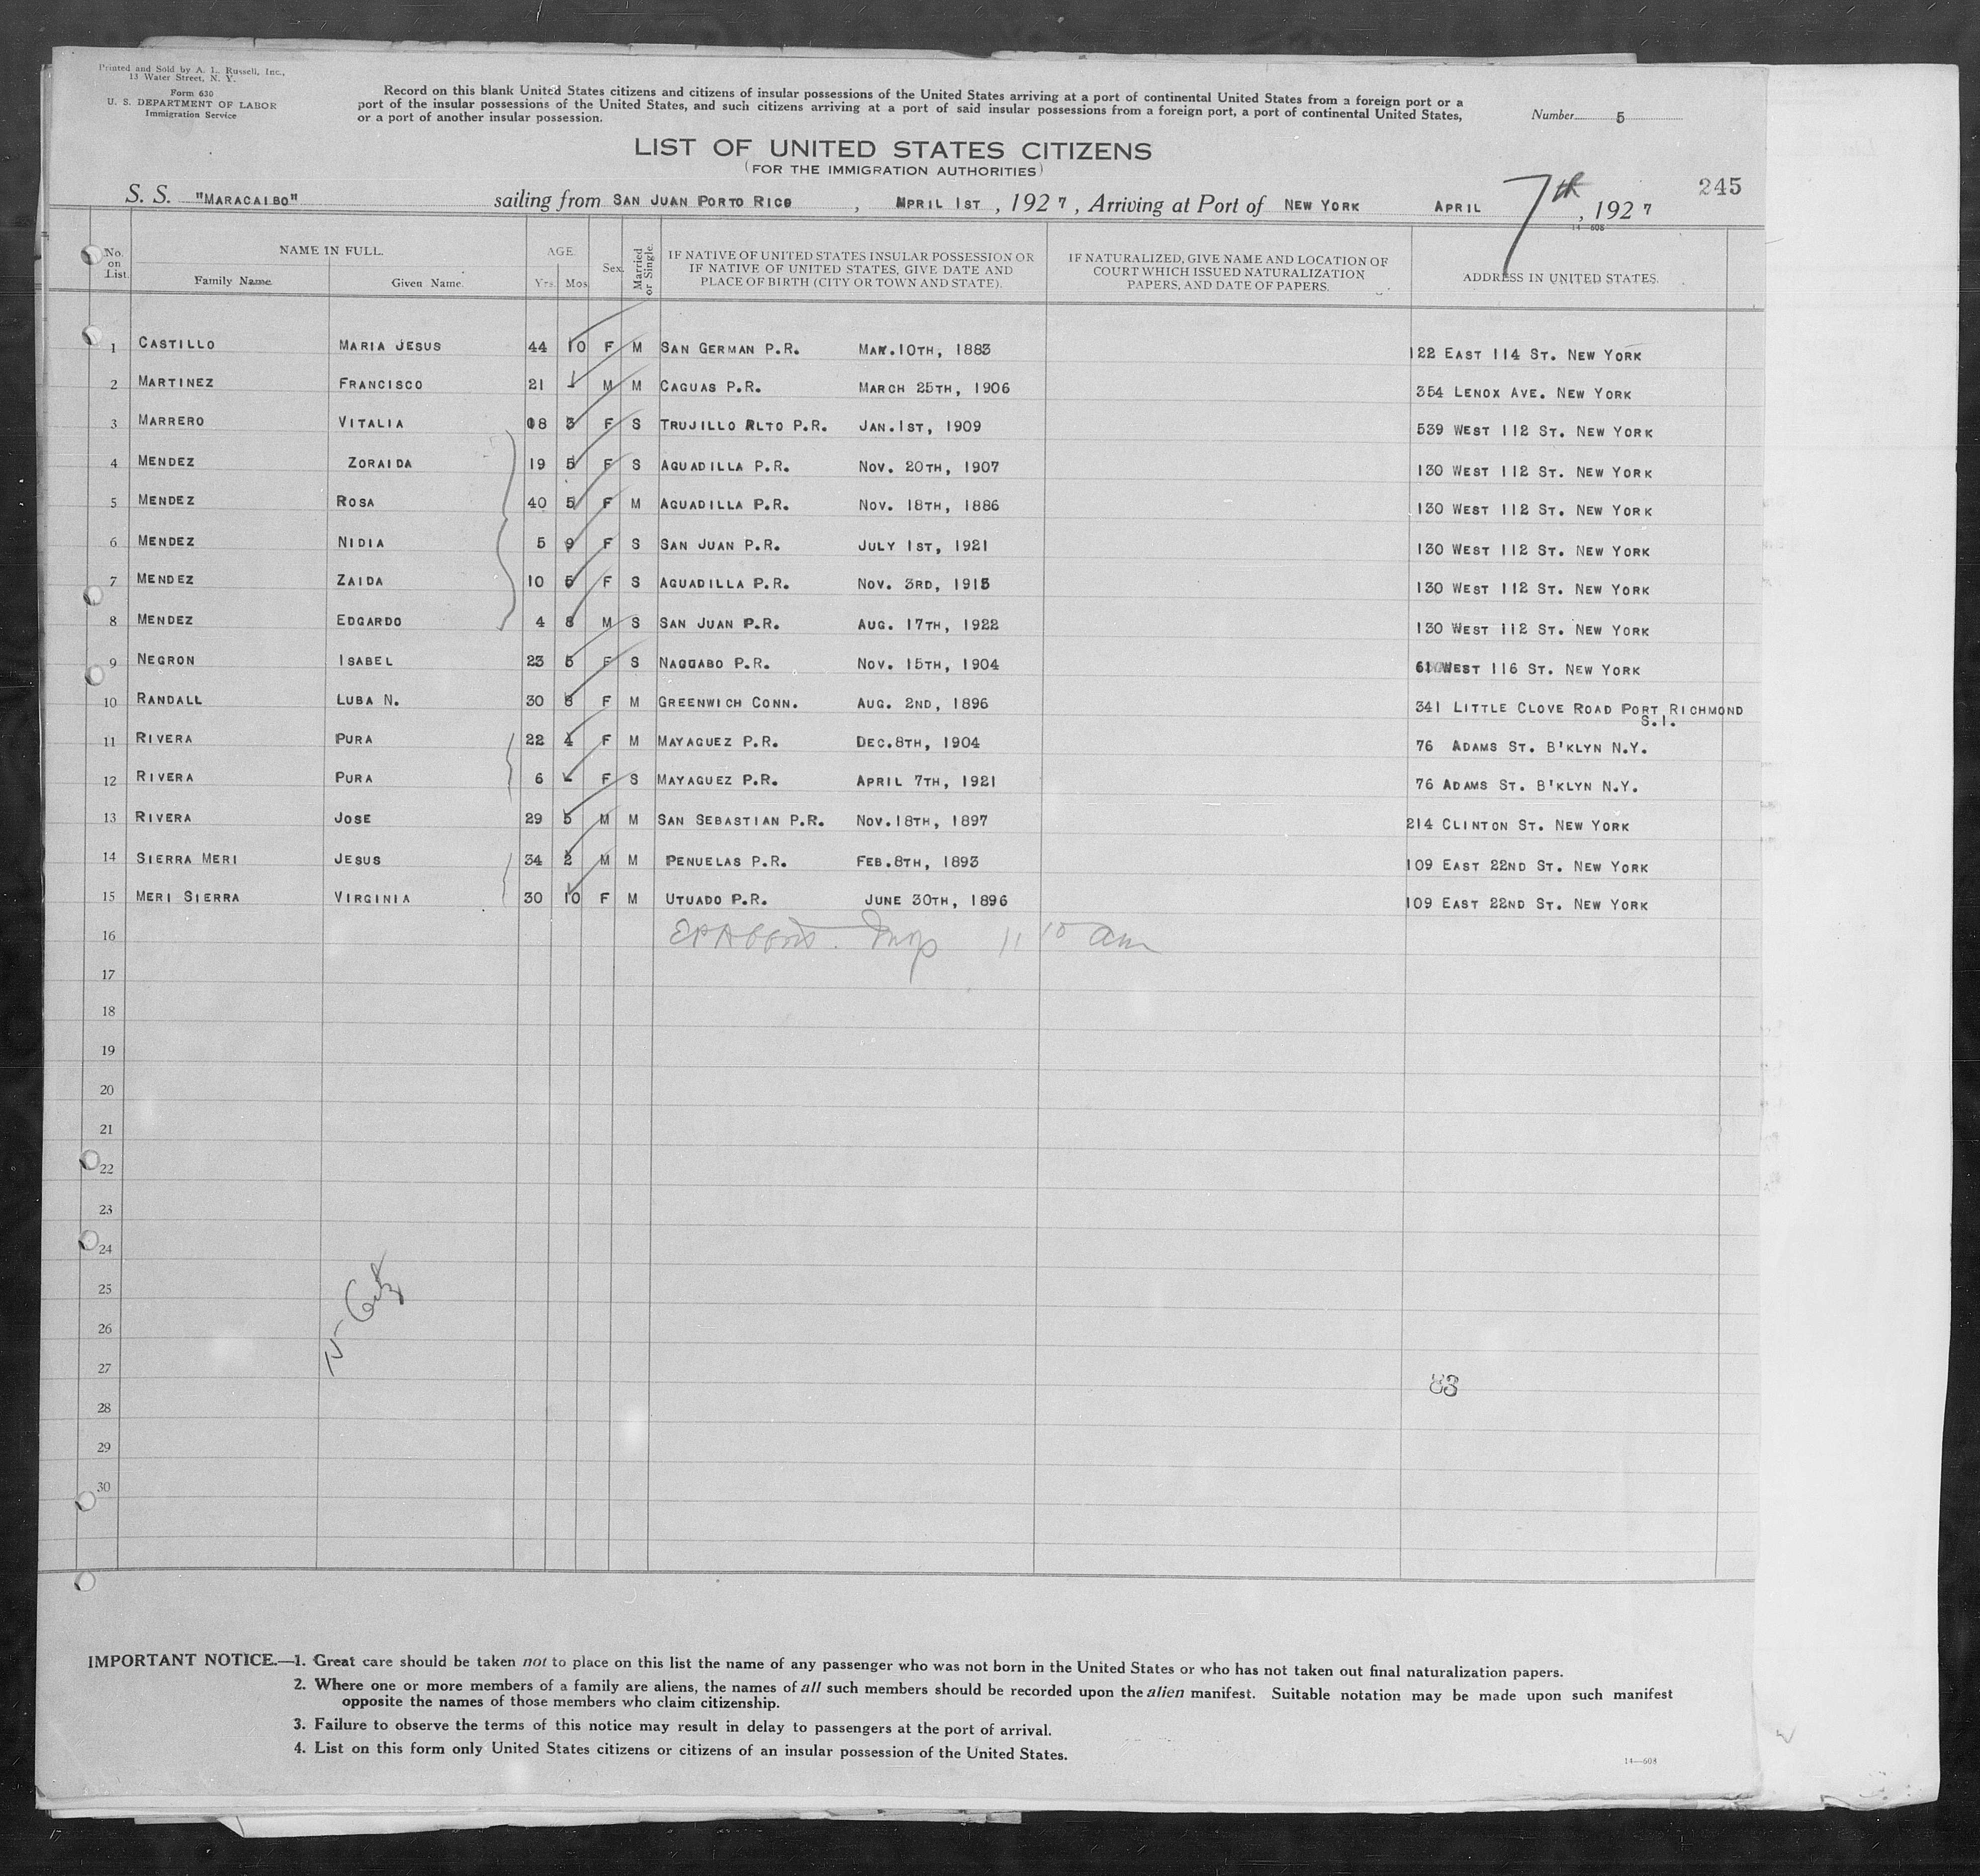 Printed and Sold by A. L. Russell, Inc.,
13 Water Street, N. Y.
Form 630
U. S. DEPARTMENT OF LABOR
Immigration Service
Record on this blank United States citizens and citizens of insular possessions of the United States arriving at a port of continental United States from a foreign port or a
port of the insular possessions of the United States, and such citizens arriving at a port of said insular possessions from a foreign port, a port of continental United States,
or a port of another insular possession.
Number 5
LIST OF UNITED STATES CITIZENS
(FOR THE IMMIGRATION AUTHORITIES)
245
S. S. "MARACAIBO" sailing from SAN JUAN PORTO RICO, APRIL 1ST, 1927, Arriving at Port of NEW YORK APRIL 7th, 1927
14-608
No. on List. NAME IN FULL. Family Name. Given Name. AGE. Yrs. Mos. Sex. Married or Single. IF NATIVE OF UNITED STATES INSULAR POSSESSION OR IF NATIVE OF UNITED STATES, GIVE DATE AND PLACE OF BIRTH (CITY OR TOWN AND STATE). IF NATURALIZED, GIVE NAME AND LOCATION OF COURT WHICH ISSUED NATURALIZATION PAPERS, AND DATE OF PAPERS. ADDRESS IN UNITED STATES.
1 CASTILLO MARIA JESUS 44 10 F M SAN GERMAN P.R. MAY.10TH, 1883 122 EAST 114 ST. NEW YORK
2 MARTINEZ FRANCISCO 21 M M CAGUAS P.R. MARCH 25TH, 1906 354 LENOX AVE. NEW YORK
3 MARRERO VITALIA 18 3 F S TRUJILLO ALTO P.R. JAN.1ST, 1909 539 WEST 112 ST. NEW YORK
4 MENDEZ ZORAIDA 19 5 F S AGUADILLA P.R. NOV. 20TH, 1907 130 WEST 112 ST. NEW YORK
5 MENDEZ ROSA 40 5 F M AGUADILLA P.R. NOV. 18TH, 1886 130 WEST 112 ST. NEW YORK
6 MENDEZ NIDIA 5 9 F S SAN JUAN P.R. JULY 1ST, 1921 130 WEST 112 ST. NEW YORK
7 MENDEZ ZAIDA 10 5 F S AGUADILLA P.R. NOV. 3RD, 1915 130 WEST 112 ST. NEW YORK
8 MENDEZ EDGARDO 4 8 M S SAN JUAN P.R. AUG. 17TH, 1922 130 WEST 112 ST. NEW YORK
9 NEGRON ISABEL 23 5 F S NAGGABO P.R. NOV. 15TH, 1904 61 WEST 116 ST. NEW YORK
10 RANDALL LUBA N. 30 8 F M GREENWICH CONN. AUG. 2ND, 1896 341 LITTLE CLOVE ROAD PORT RICHMOND
S.I.
11 RIVERA PURA 22 4 F M MAYAGUEZ P.R. DEC.8TH, 1904 76 ADAMS ST. B'KLYN N.Y.
12 RIVERA PURA 6 - F S MAYAGUEZ P.R. APRIL 7TH, 1921 76 ADAMS ST. B'KLYN N.Y.
13 RIVERA JOSE 29 5 M M SAN SEBASTIAN P.R. NOV.18TH, 1897 214 CLINTON ST. NEW YORK
14 SIERRA MERI JESUS 34 2 M M PENUELAS P.R. FEB.8TH, 1893 109 EAST 22ND ST. NEW YORK
15 MERI SIERRA VIRGINIA 30 10 F M UTUADO P.R. JUNE 30TH, 1896 109 EAST 22ND ST. NEW YORK
16 Insp 11 10 am
17
18
19
20
21
22
23
24
25
26
27
28
29
30
83
IMPORTANT NOTICE.—1. Great care should be taken not to place on this list the name of any passenger who was not born in the United States or who has not taken out final naturalization papers.
2. Where one or more members of a family are aliens, the names of all such members should be recorded upon the alien manifest. Suitable notation may be made upon such manifest
opposite the names of those members who claim citizenship.
3. Failure to observe the terms of this notice may result in delay to passengers at the port of arrival.
4. List on this form only United States citizens or citizens of an insular possession of the United States.
14—608